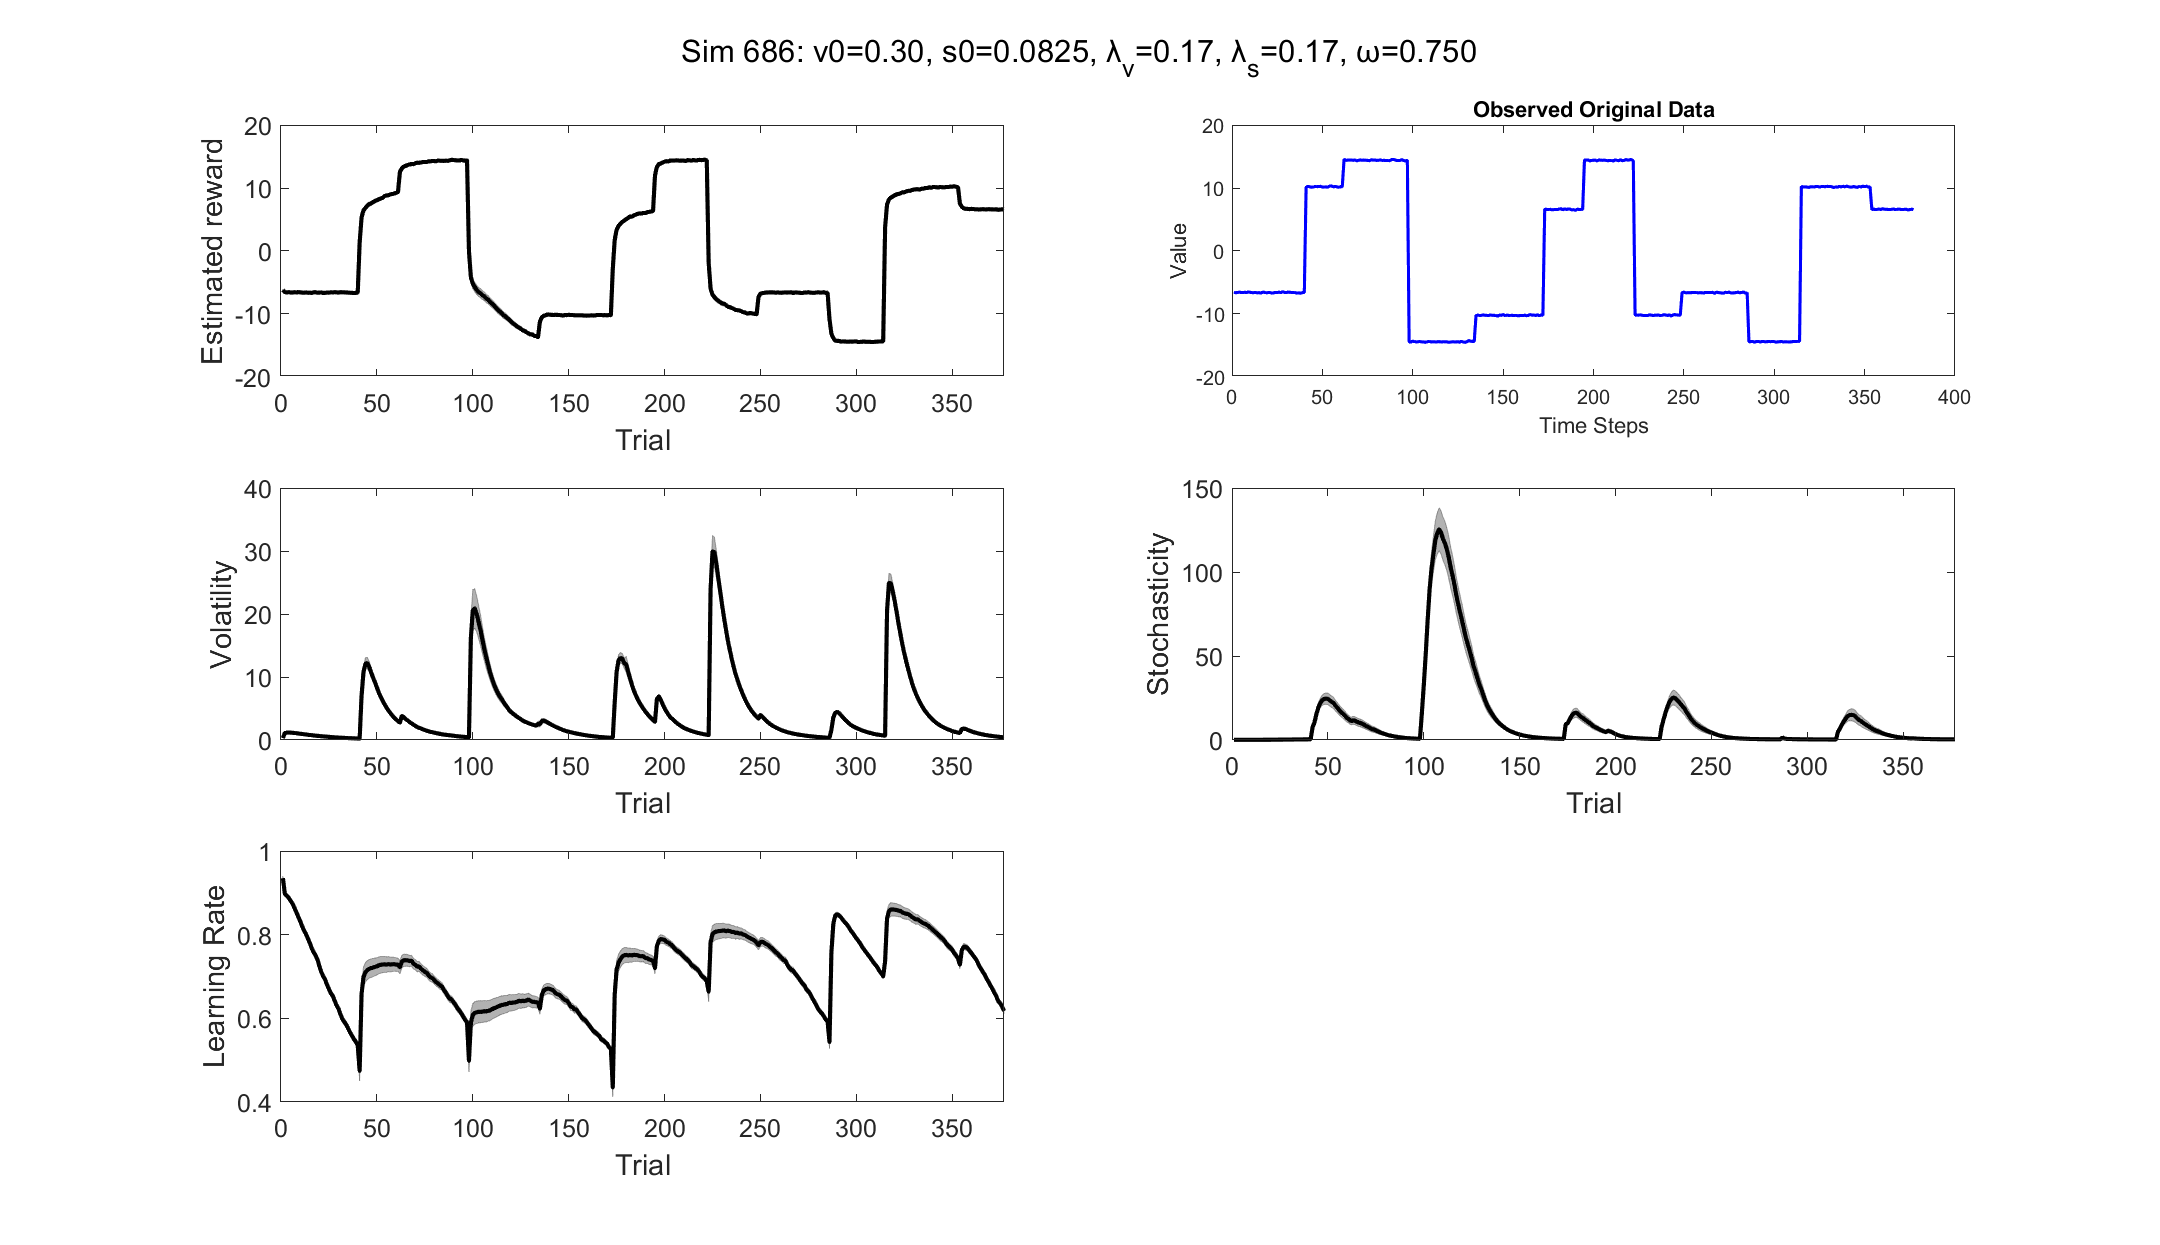 Sim 686: v0=0.30, s0=0.0825, λv=0.17, λs=0.17, ω=0.750
Estimated reward
20
10
0
-10
-20
0 50 100 150 200 250 300 350
Trial
Observed Original Data
Value
20
10
0
-10
-20
0 50 100 150 200 250 300 350 400
Time Steps
Volatility
40
30
20
10
0
0 50 100 150 200 250 300 350
Trial
Stochasticity
150
100
50
0
0 50 100 150 200 250 300 350
Trial
Learning Rate
1
0.8
0.6
0.4
0 50 100 150 200 250 300 350
Trial